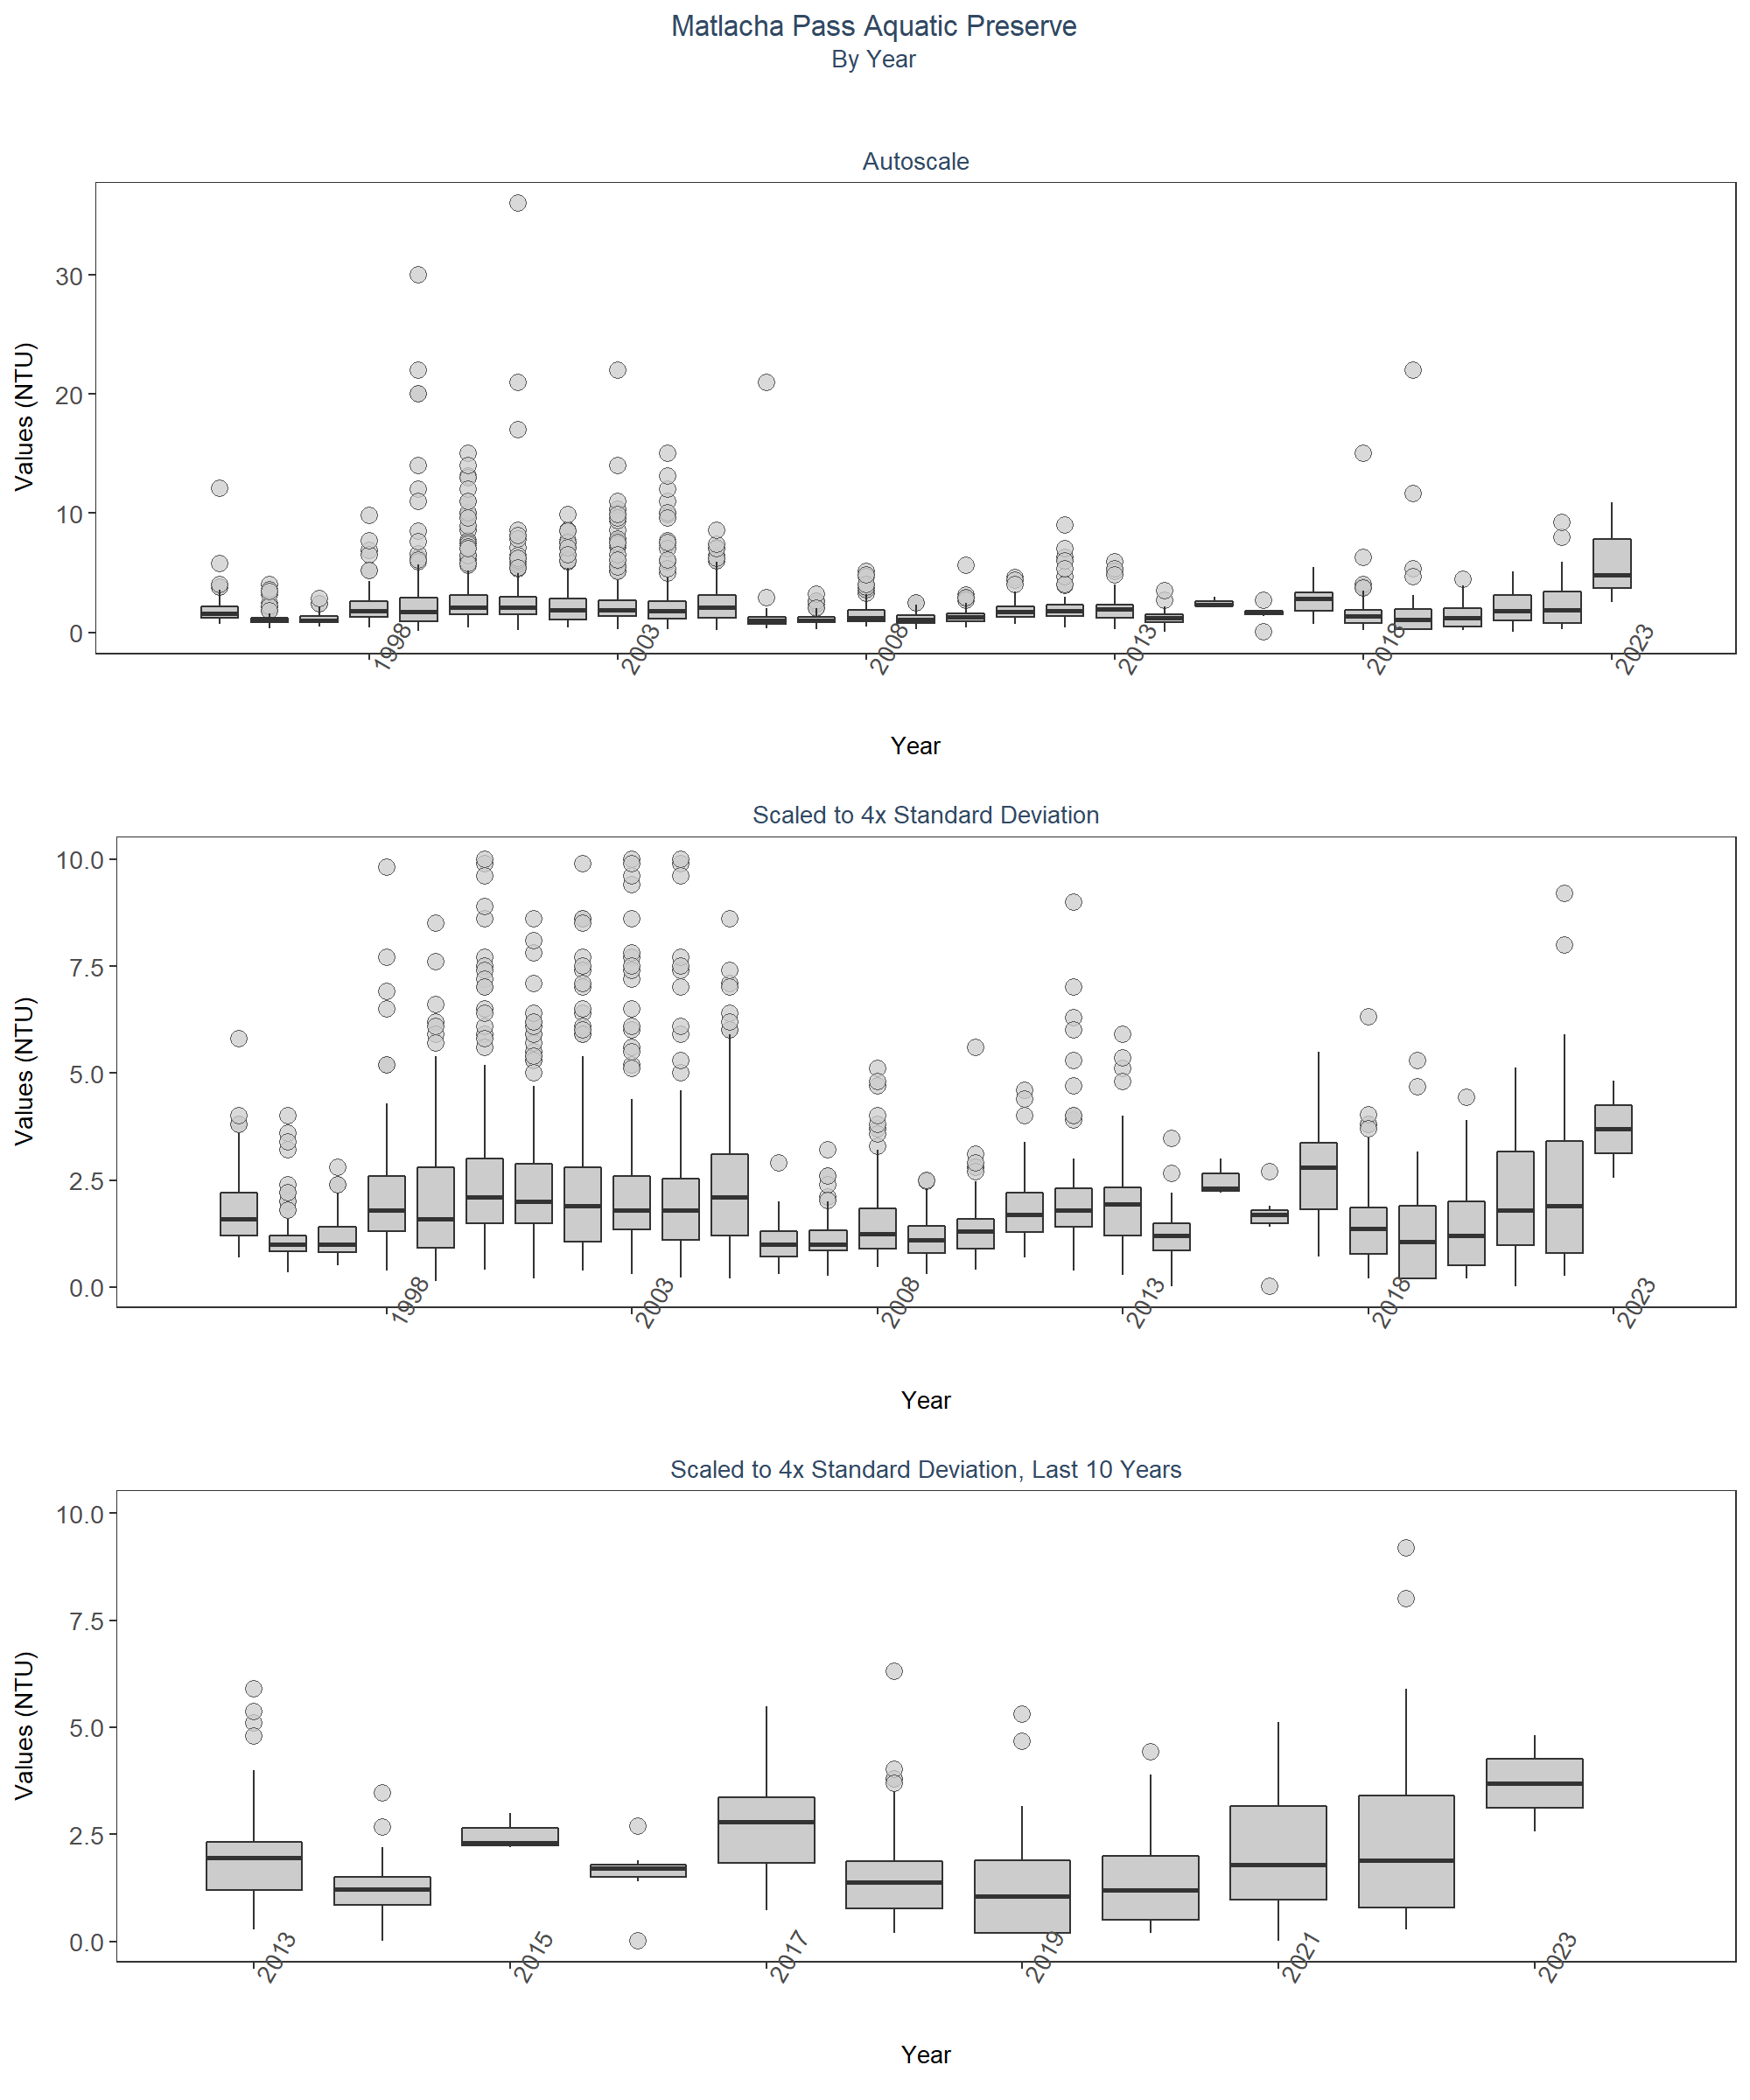 Matlacha Pass Aquatic Preserve
By Year
Autoscale
Values (NTU)
30
20
10
0
1998 2003 2008 2013 2018 2023
Year
Scaled to 4x Standard Deviation
Values (NTU)
10.0
7.5
5.0
2.5
0.0
1998 2003 2008 2013 2018 2023
Year
Scaled to 4x Standard Deviation, Last 10 Years
Values (NTU)
10.0
7.5
5.0
2.5
0.0
2013 2015 2017 2019 2021 2023
Year